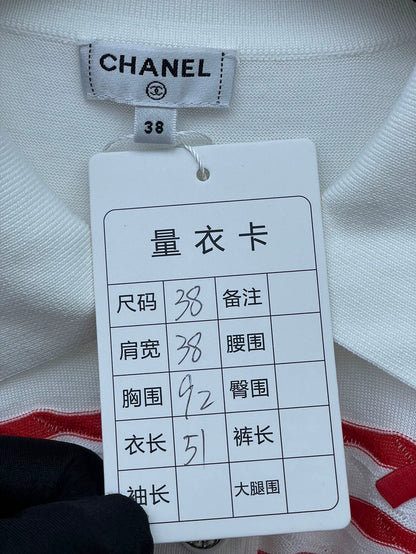 CHANEL
38
量衣卡
尺码 38 备注
肩宽 38 腰围
胸围 92 臀围
衣长 51 裤长
袖长 大腿围